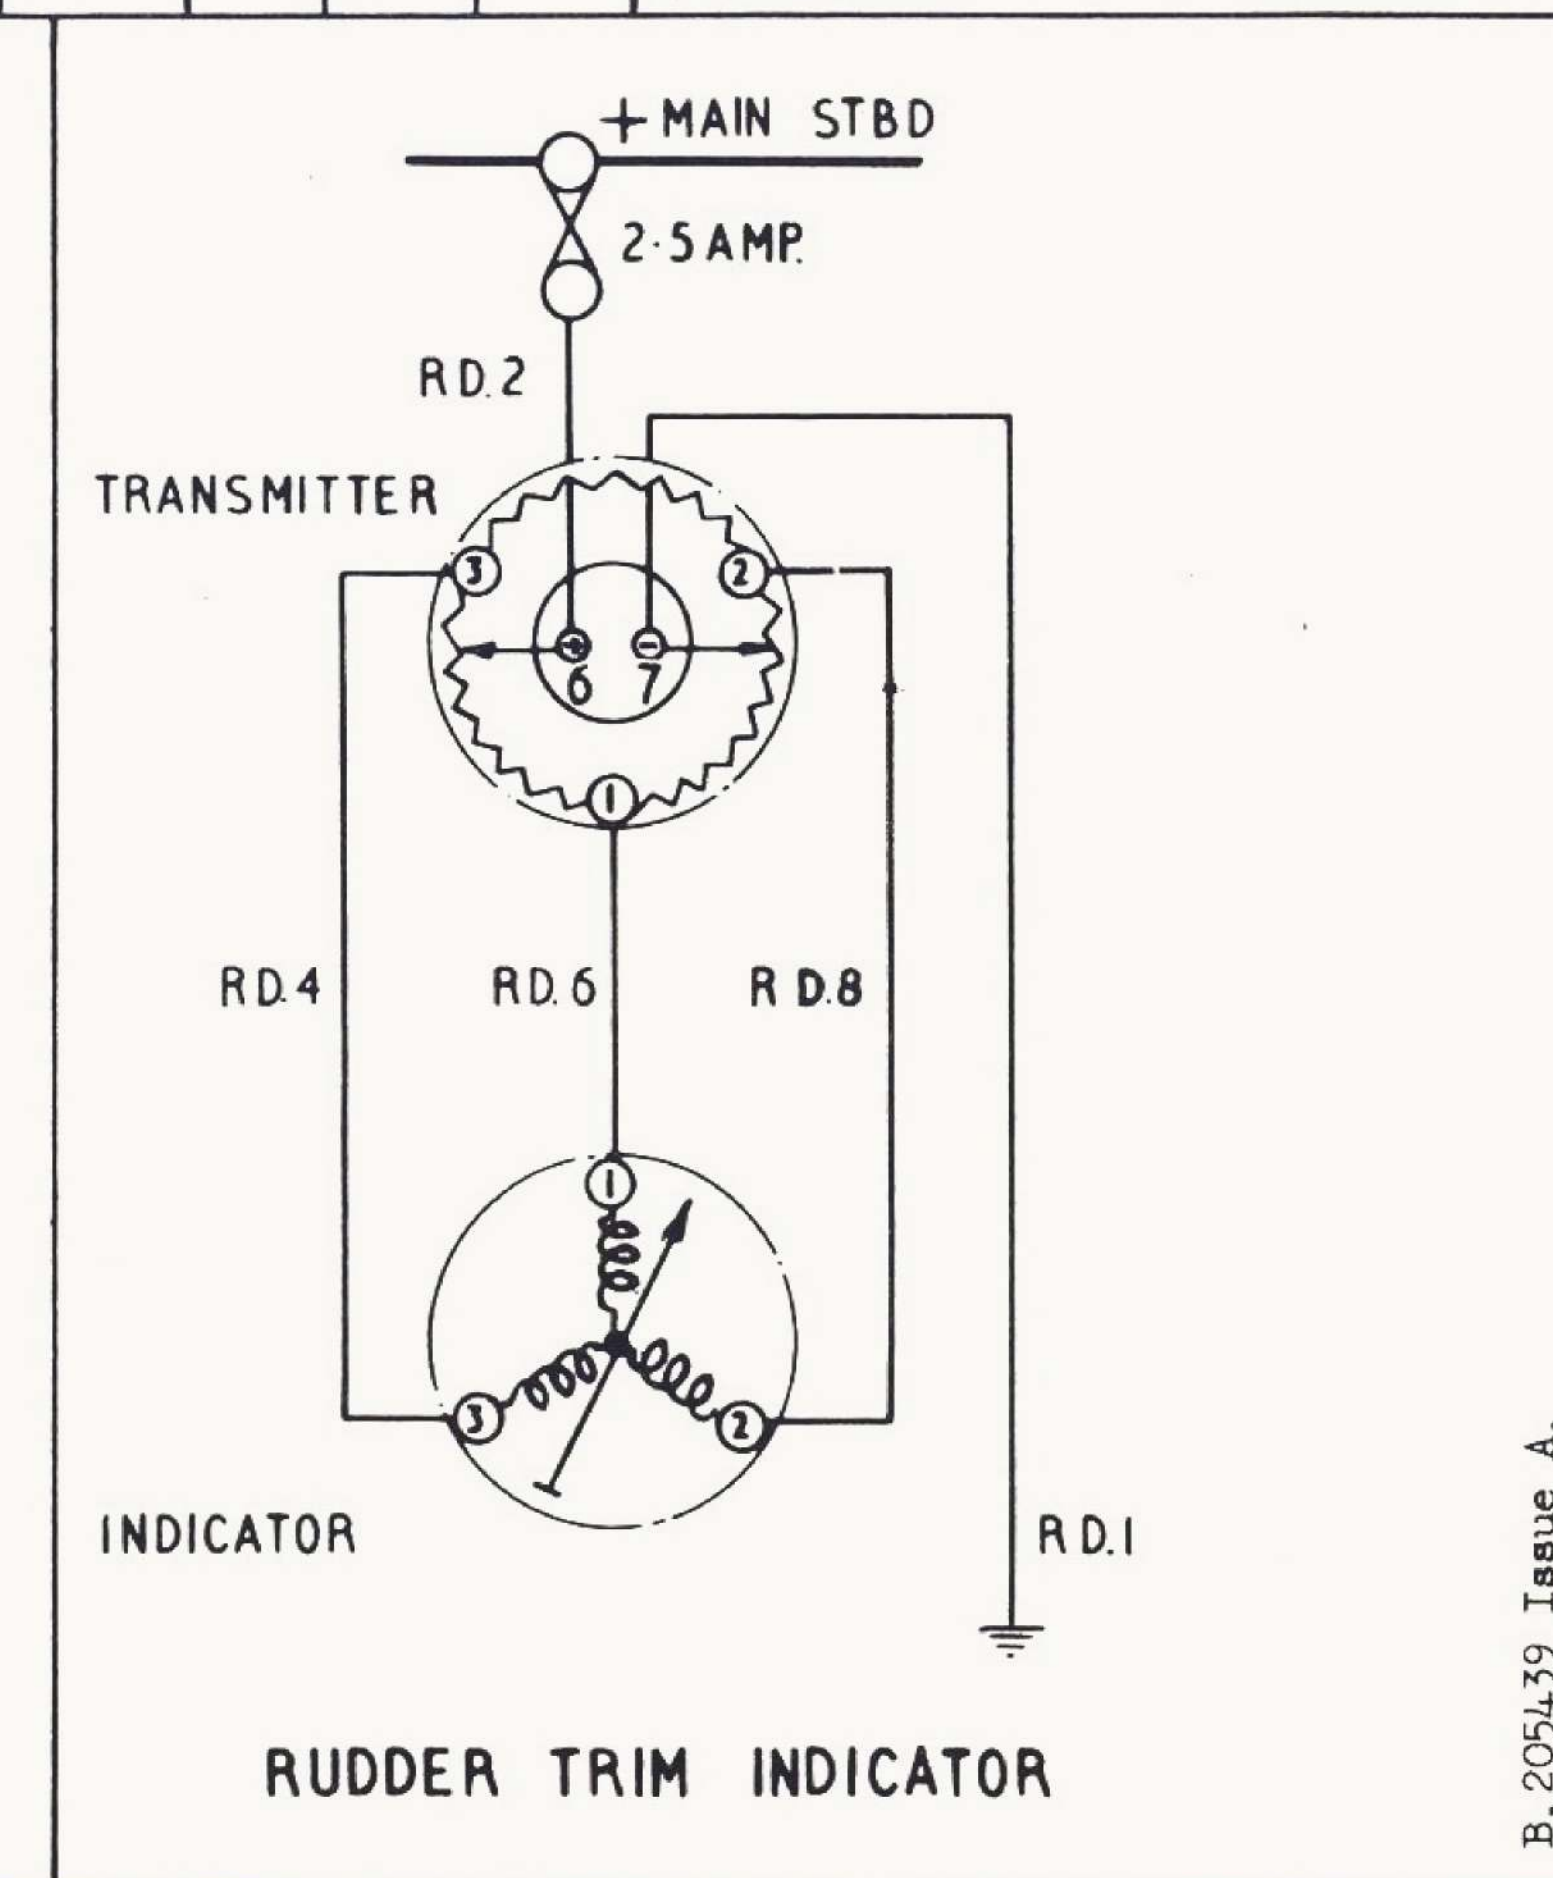 + MAIN STBD
2·5 AMP.
RD.2
TRANSMITTER
3
2
+
-
6
7
1
RD.4
RD.6
RD.8
1
3
2
INDICATOR
RD.1
RUDDER TRIM INDICATOR
B.205439 Issue A.